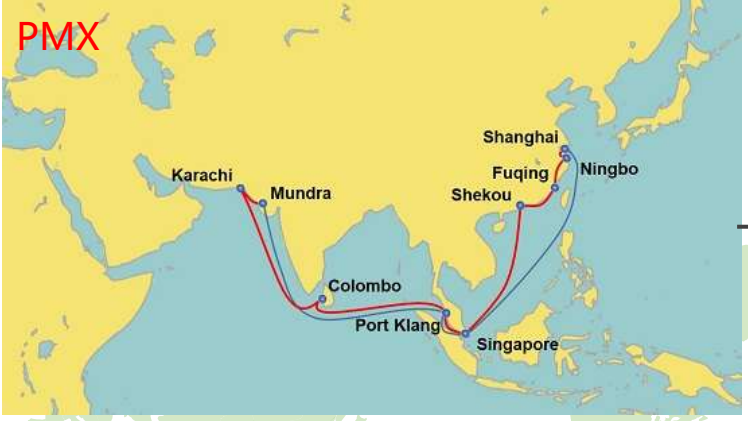 PMX
Shanghai
Fuqing
Ningbo
Karachi
Mundra
Shekou
Colombo
Port Klang
Singapore